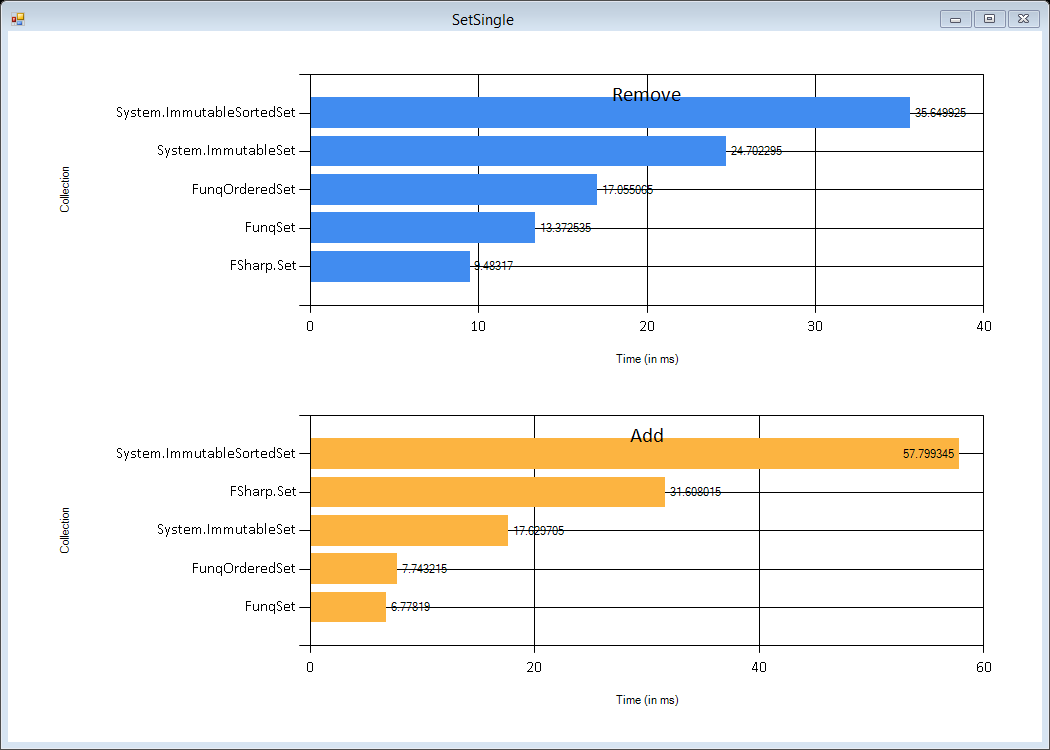 SetSingle
Remove
Collection
System.ImmutableSortedSet
35.649925
System.ImmutableSet
24.702295
FunqOrderedSet
17.055065
FunqSet
13.372535
FSharp.Set
9.48317
0 10 20 30 40
Time (in ms)
Add
Collection
System.ImmutableSortedSet
57.799345
FSharp.Set
31.608015
System.ImmutableSet
17.629705
FunqOrderedSet
7.743215
FunqSet
6.77819
0 20 40 60
Time (in ms)